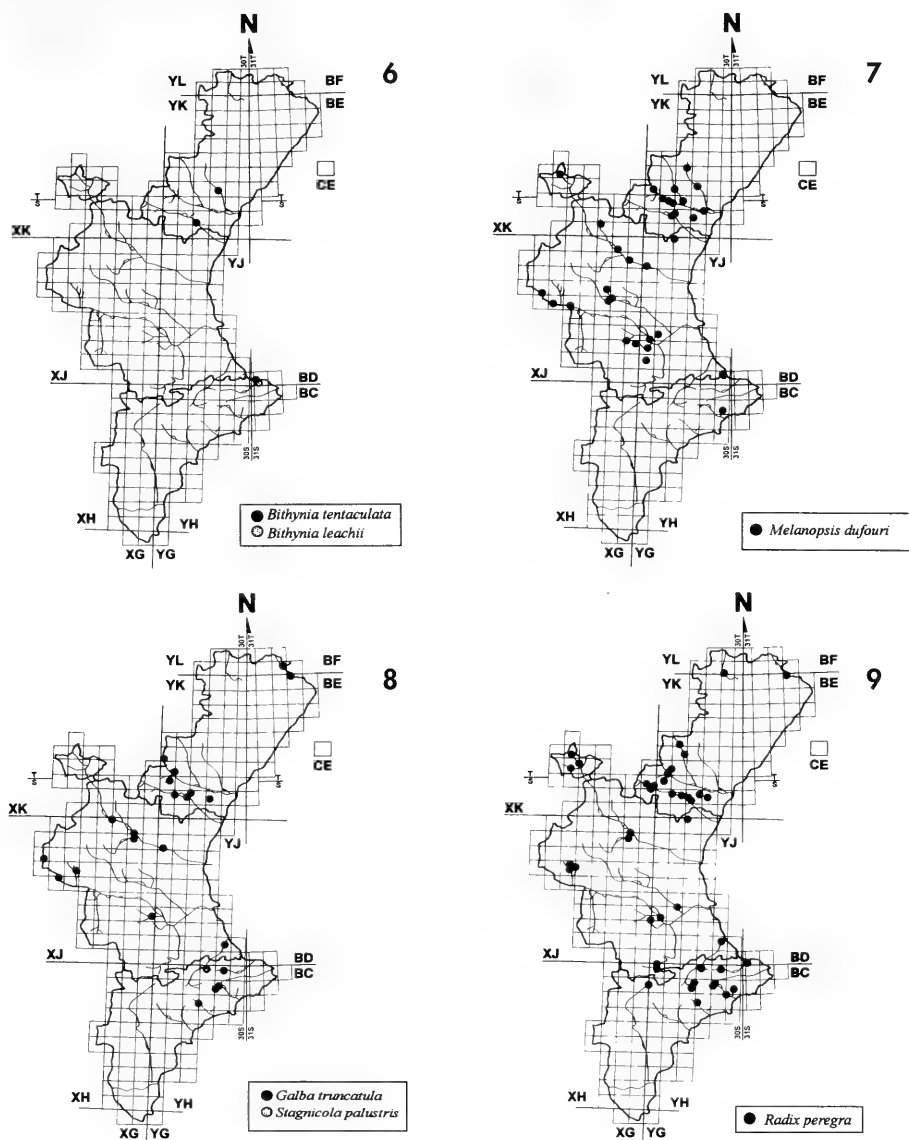 N
6
30T 31T
YL BF
YK BE
CE
T S T S
XK
YJ
XJ BD
BC
30S 31S
XH YH
XG YG
Bithynia tentaculata
Bithynia leachii
N
7
30T 31T
YL BF
YK BE
CE
T S T S
XK
YJ
XJ BD
BC
30S 31S
XH YH
XG YG
Melanopsis dufouri
N
8
30T 31T
YL BF
YK BE
CE
T S T S
XK
YJ
XJ BD
BC
30S 31S
XH YH
XG YG
Galba truncatula
Stagnicola palustris
N
9
30T 31T
YL BF
YK BE
CE
T S T S
XK
YJ
XJ BD
BC
30S 31S
XH YH
XG YG
Radix peregra